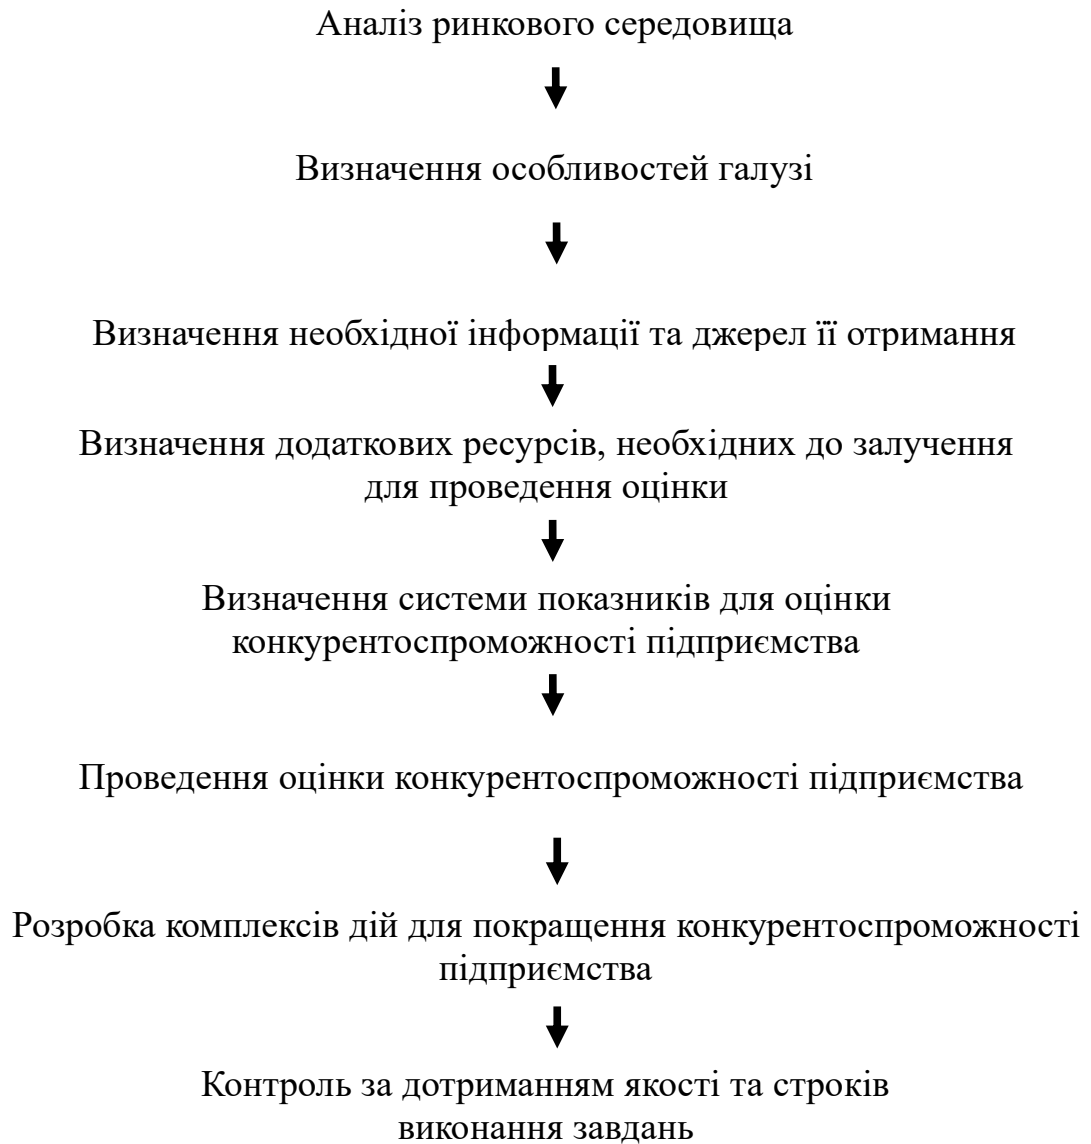 Аналіз ринкового середовища
Визначення особливостей галузі
Визначення необхідної інформації та джерел її отримання
Визначення додаткових ресурсів, необхідних до залучення
для проведення оцінки
Визначення системи показників для оцінки
конкурентоспроможності підприємства
Проведення оцінки конкурентоспроможності підприємства
Розробка комплексів дій для покращення конкурентоспроможності
підприємства
Контроль за дотриманням якості та строків
виконання завдань